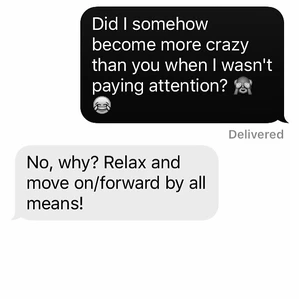 Did I somehow
become more crazy
than you when I wasn't
paying attention? 🙈
😂
Delivered
No, why? Relax and
move on/forward by all
means!